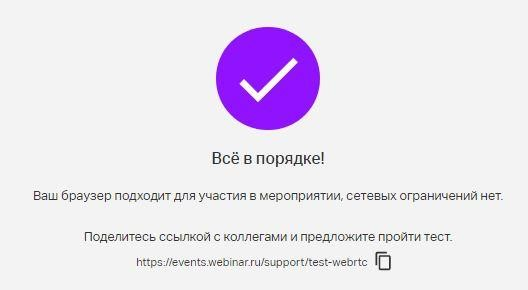 Всё в порядке!
Ваш браузер подходит для участия в мероприятии, сетевых ограничений нет.
Поделитесь ссылкой с коллегами и предложите пройти тест.
https://events.webinar.ru/support/test-webrtc